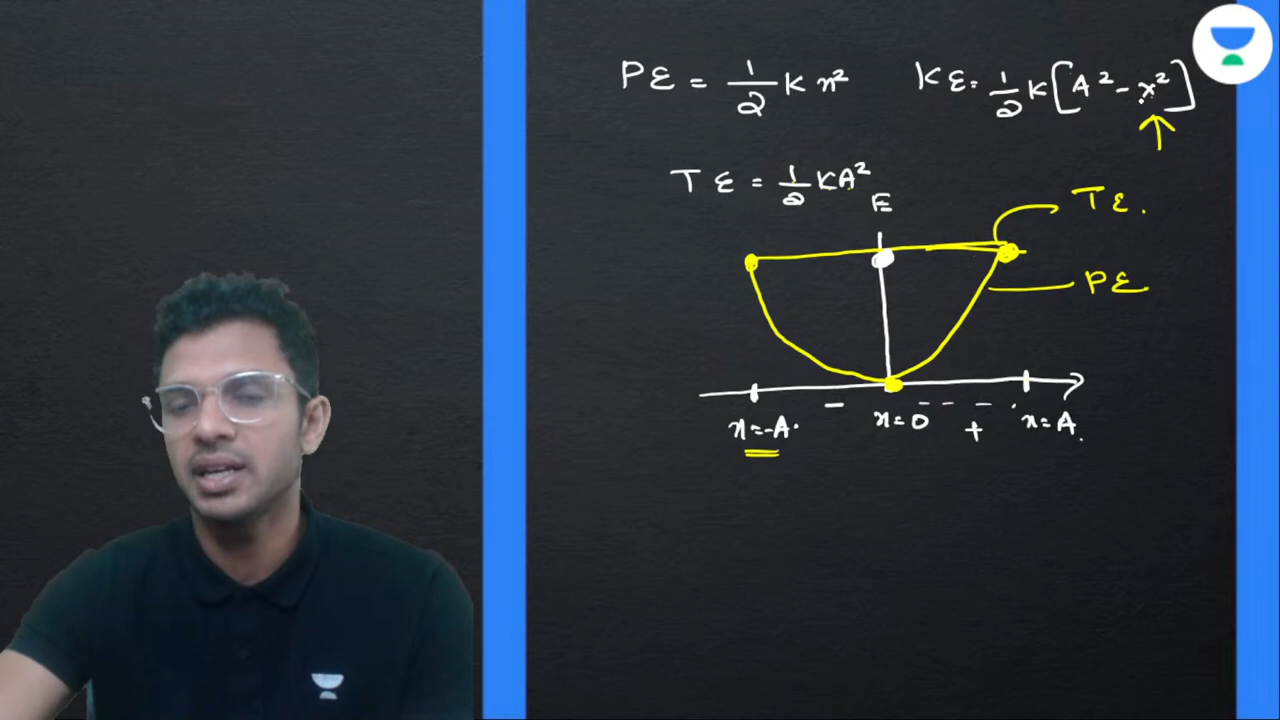 PE = 1/2 K x² KE = 1/2 K[A² - x²]
TE = 1/2 KA²
E
TE.
PE
- +
x=-A. x=0 x=A.